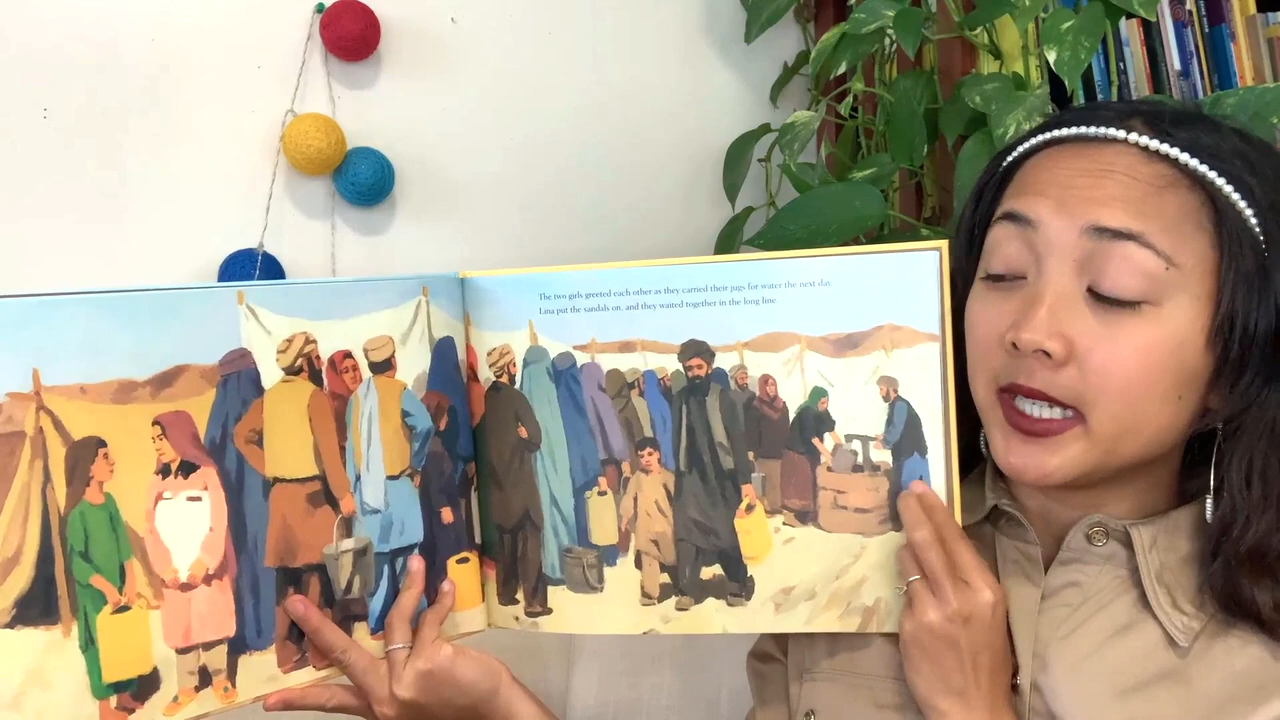 The two girls greeted each other as they carried their jugs for water the next day.
Lina put the sandals on, and they waited together in the long line.